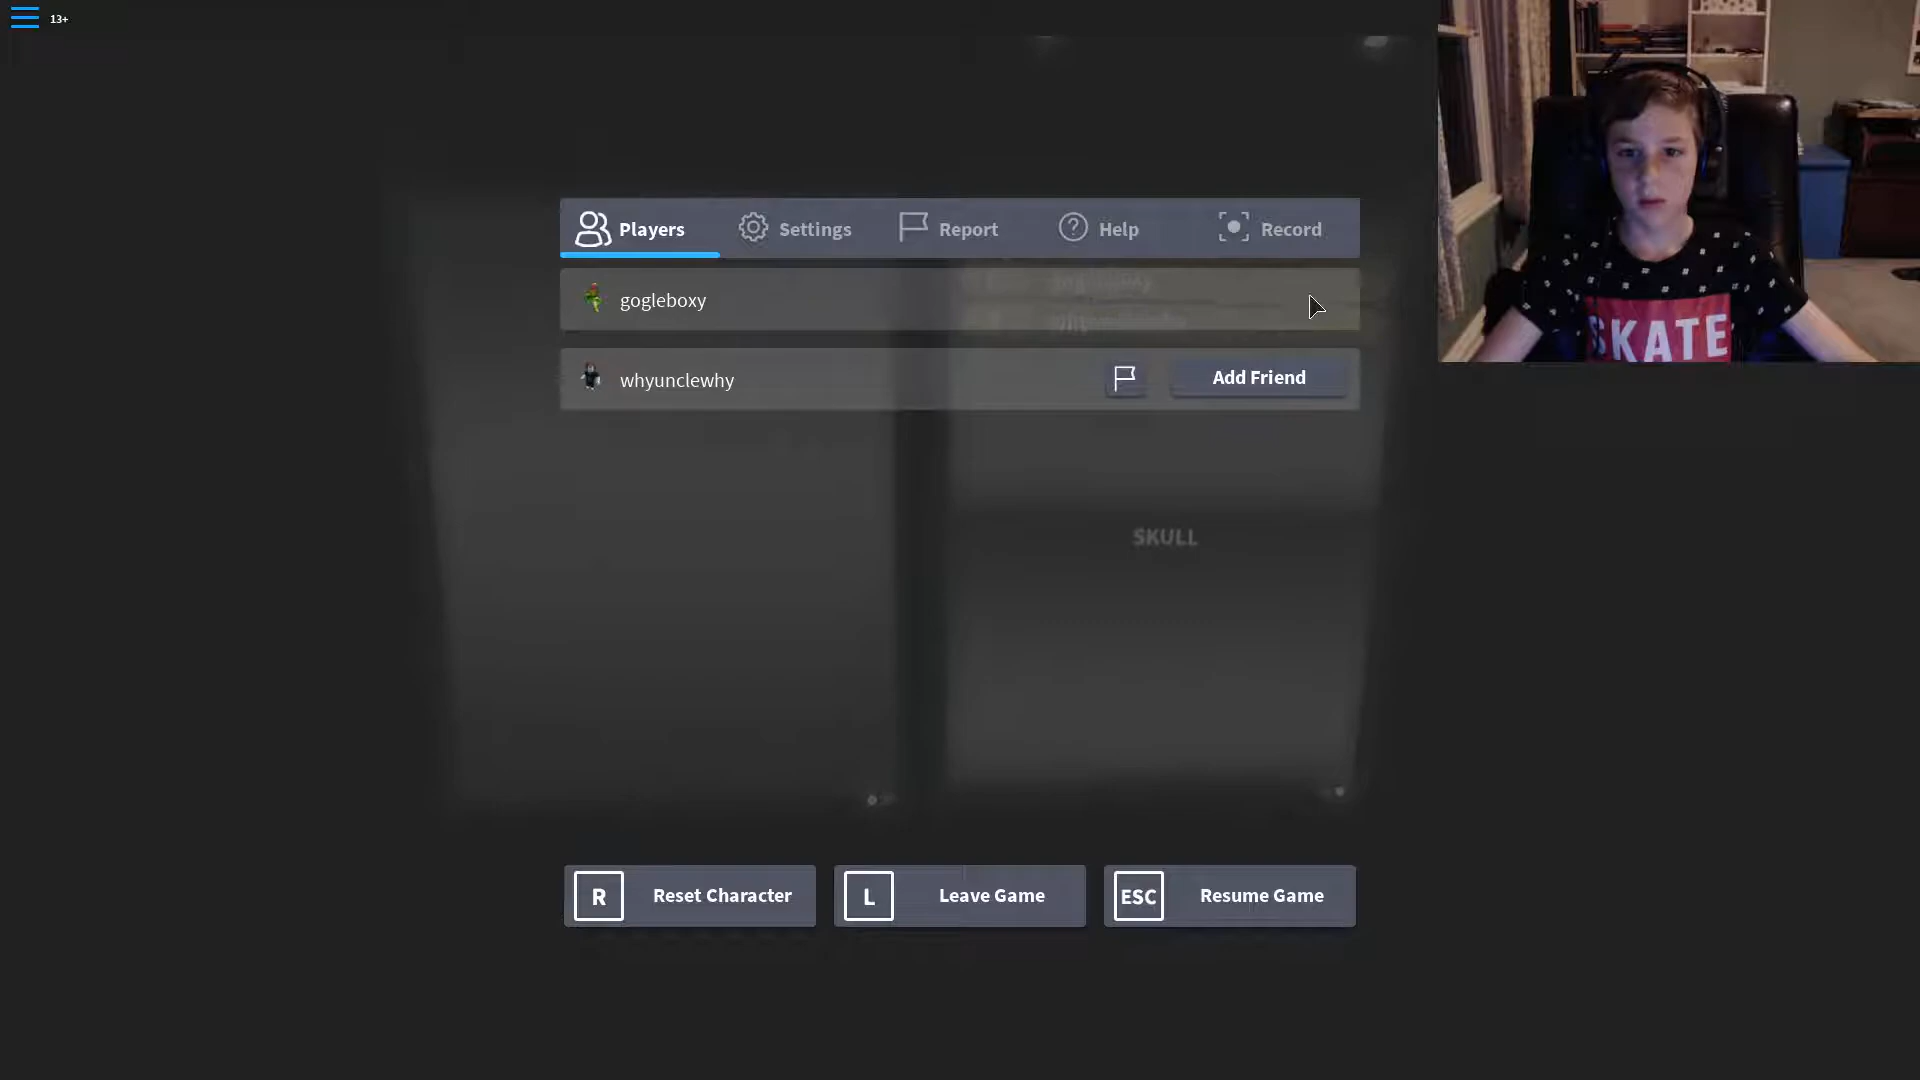 13+
Players
Settings
Report
Help
Record
gogleboxy
whyunclewhy
Add Friend
SKULL
R Reset Character
L Leave Game
ESC Resume Game
SKATE